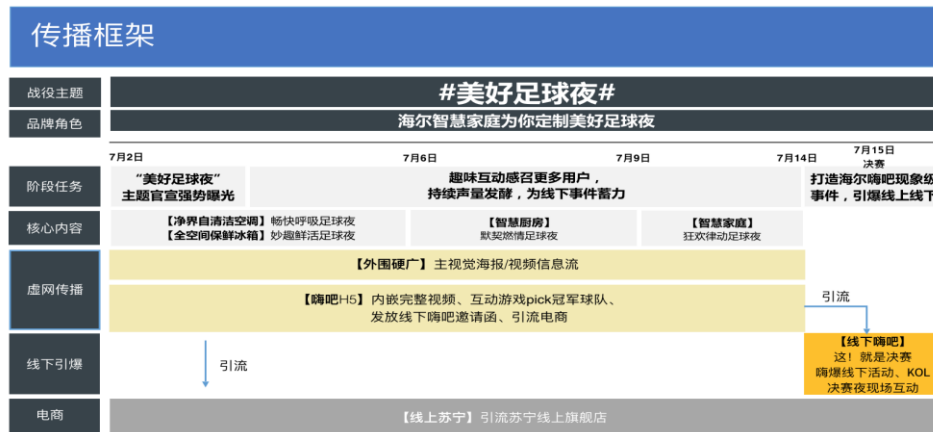 传播框架
战役主题
#美好足球夜#
品牌角色
海尔智慧家庭为你定制美好足球夜
7月2日
7月6日
7月9日
7月14日
7月15日
决赛
阶段任务
“美好足球夜”
主题官宣强势曝光
趣味互动感召更多用户，
持续声量发酵，为线下事件蓄力
打造海尔嗨吧现象级
事件，引爆线上线下
核心内容
【净界自清洁空调】畅快呼吸足球夜
【全空间保鲜冰箱】妙趣鲜活足球夜
【智慧厨房】
默契燃情足球夜
【智慧家庭】
狂欢律动足球夜
虚网传播
【外围硬广】主视觉海报/视频信息流
【嗨吧H5】内嵌完整视频、互动游戏pick冠军球队、
发放线下嗨吧邀请函、引流电商
引流
线下引爆
引流
【线下嗨吧】
这！就是决赛
嗨爆线下活动、KOL
决赛夜现场互动
电商
【线上苏宁】引流苏宁线上旗舰店